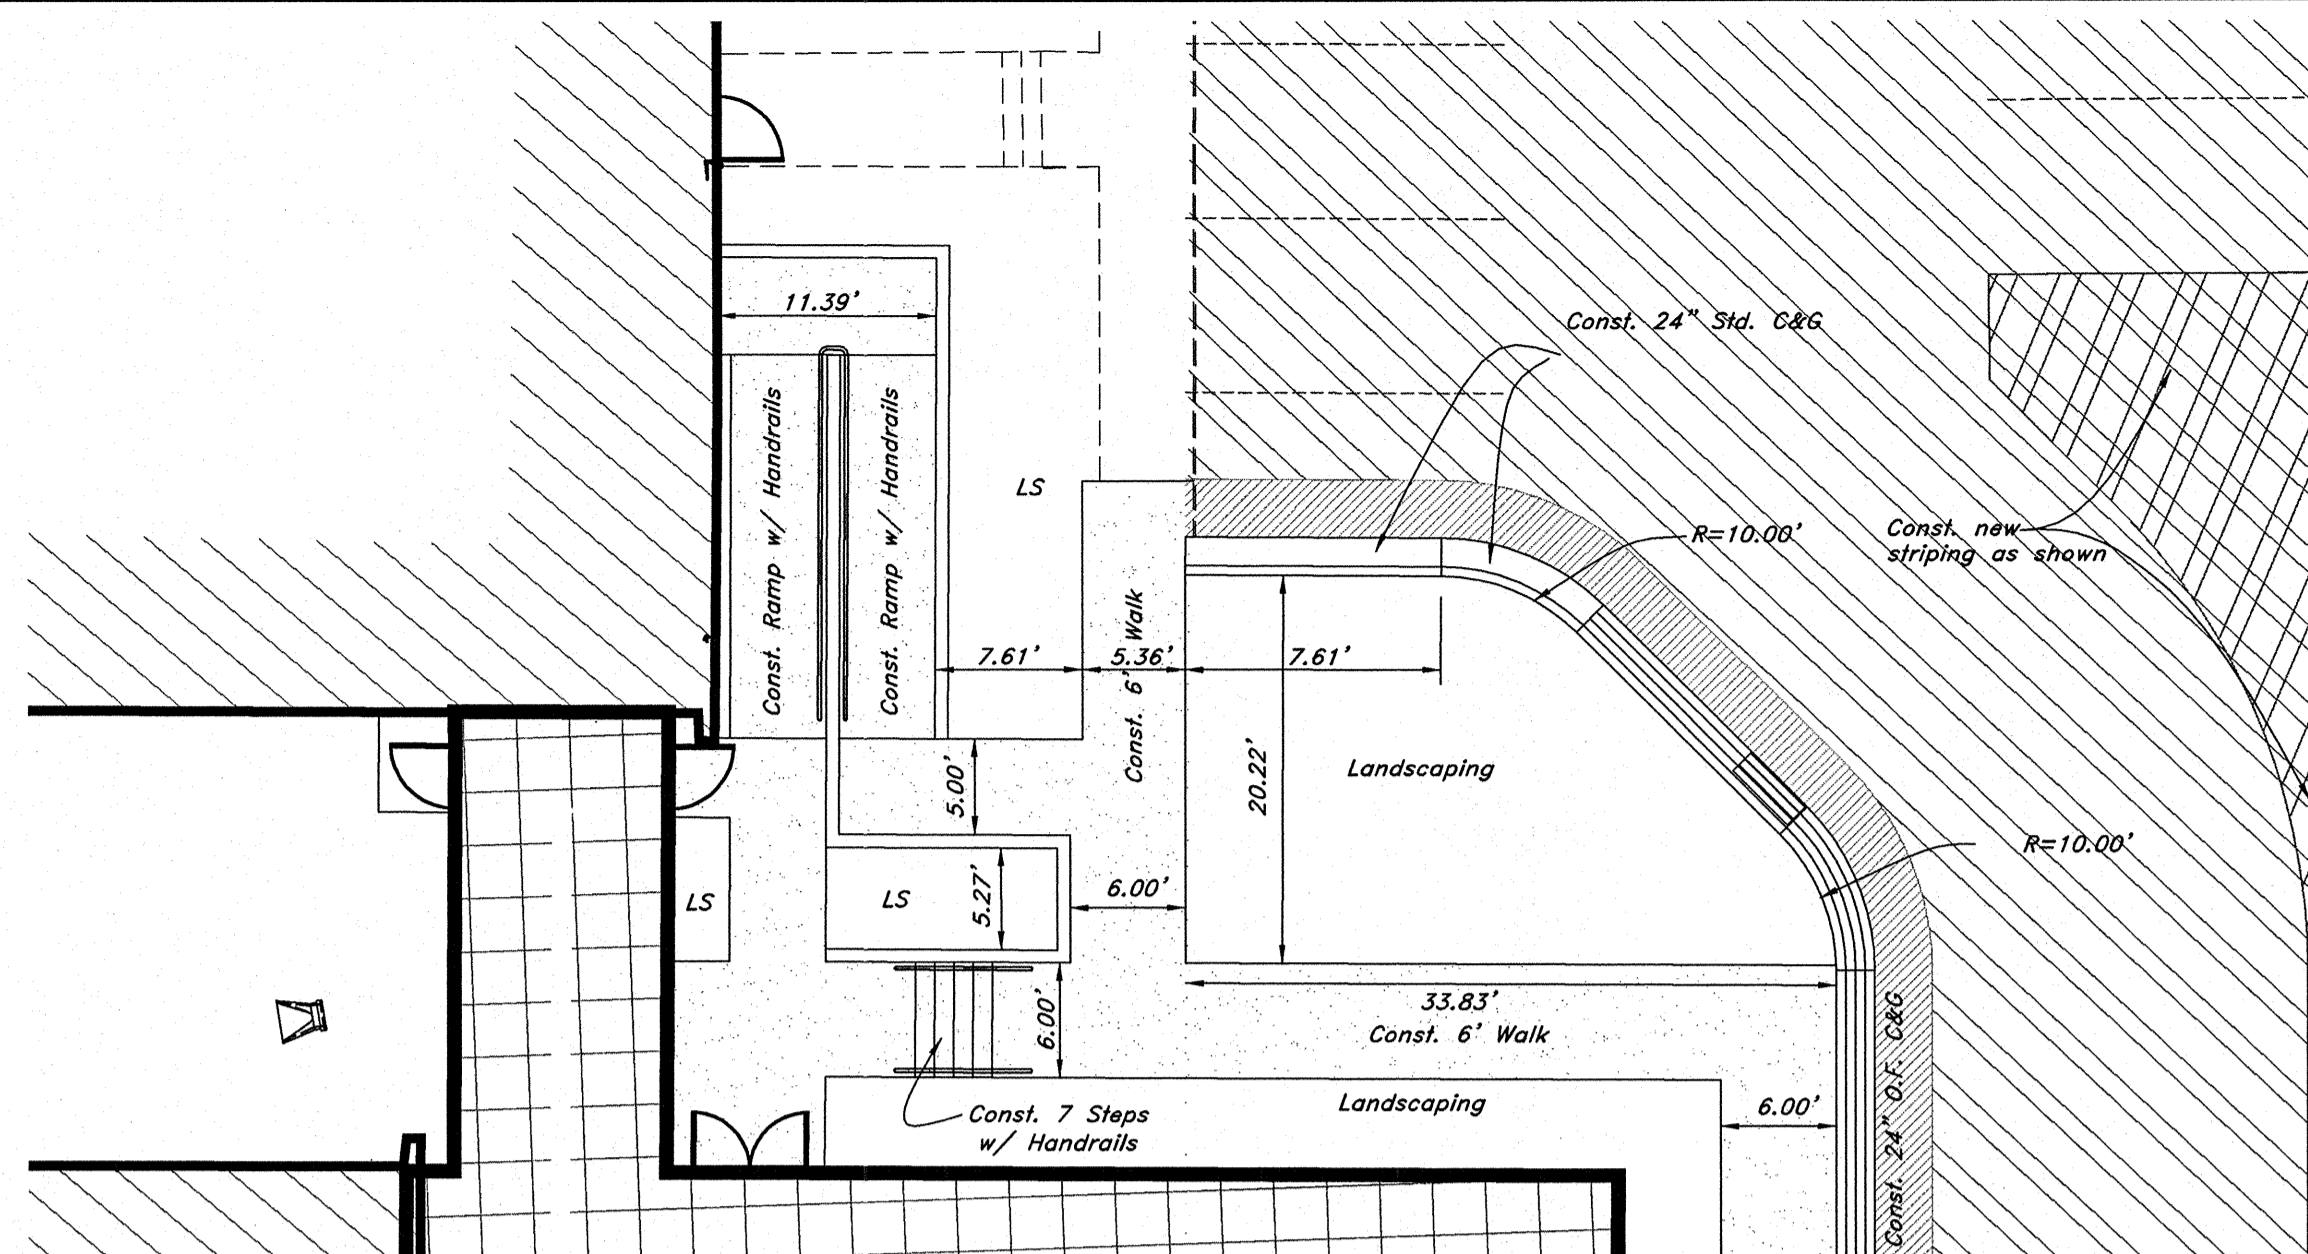 11.39'
Const. 24" Std. C&G
Const. Ramp w/ Handrails
Const. Ramp w/ Handrails
LS
R=10.00'
Const. new
striping as shown
Const. 6' Walk
7.61'
5.36'
7.61'
20.22'
Landscaping
5.00'
R=10.00'
LS
LS
5.27'
6.00'
33.83'
Const. 6' Walk
6.00'
Const. 7 Steps
w/ Handrails
Landscaping
6.00'
Const. 24" O.F. C&G